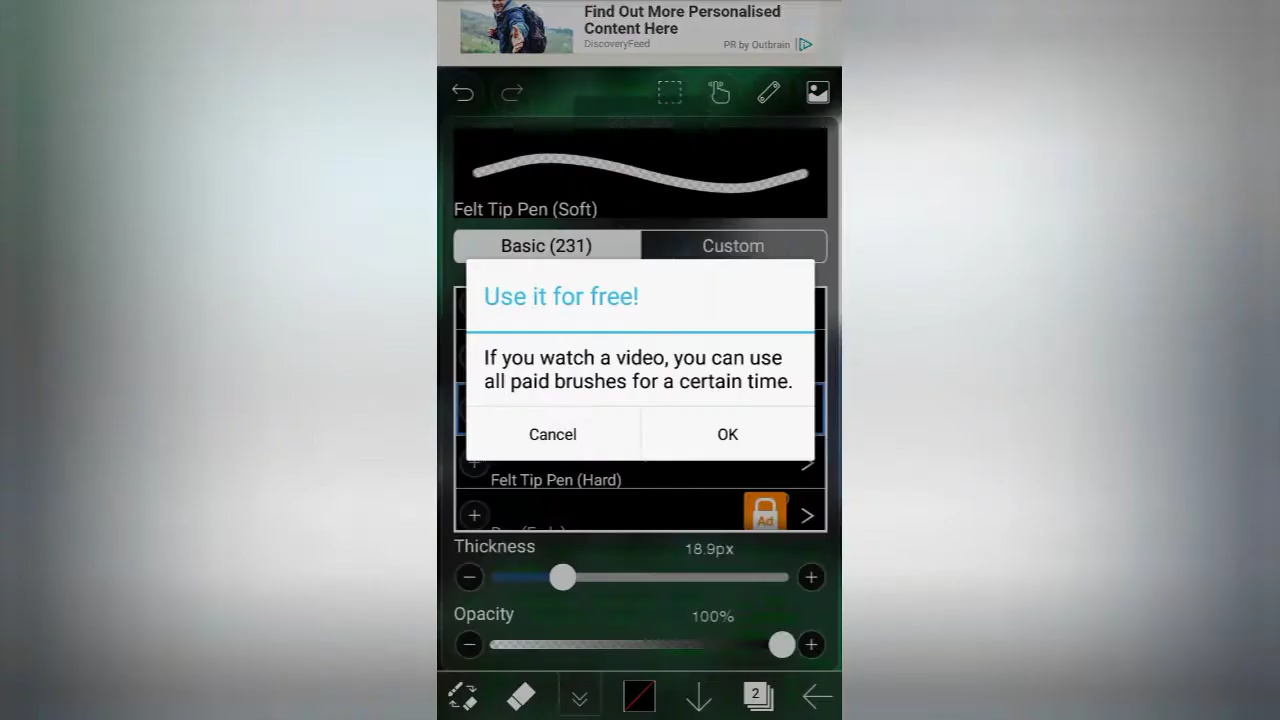 Find Out More Personalised
Content Here
DiscoveryFeed
PR by Outbrain
Felt Tip Pen (Soft)
Basic (231)
Custom
Use it for free!
If you watch a video, you can use
all paid brushes for a certain time.
Cancel
OK
Felt Tip Pen (Hard)
Ad
Thickness
18.9px
Opacity
100%
2